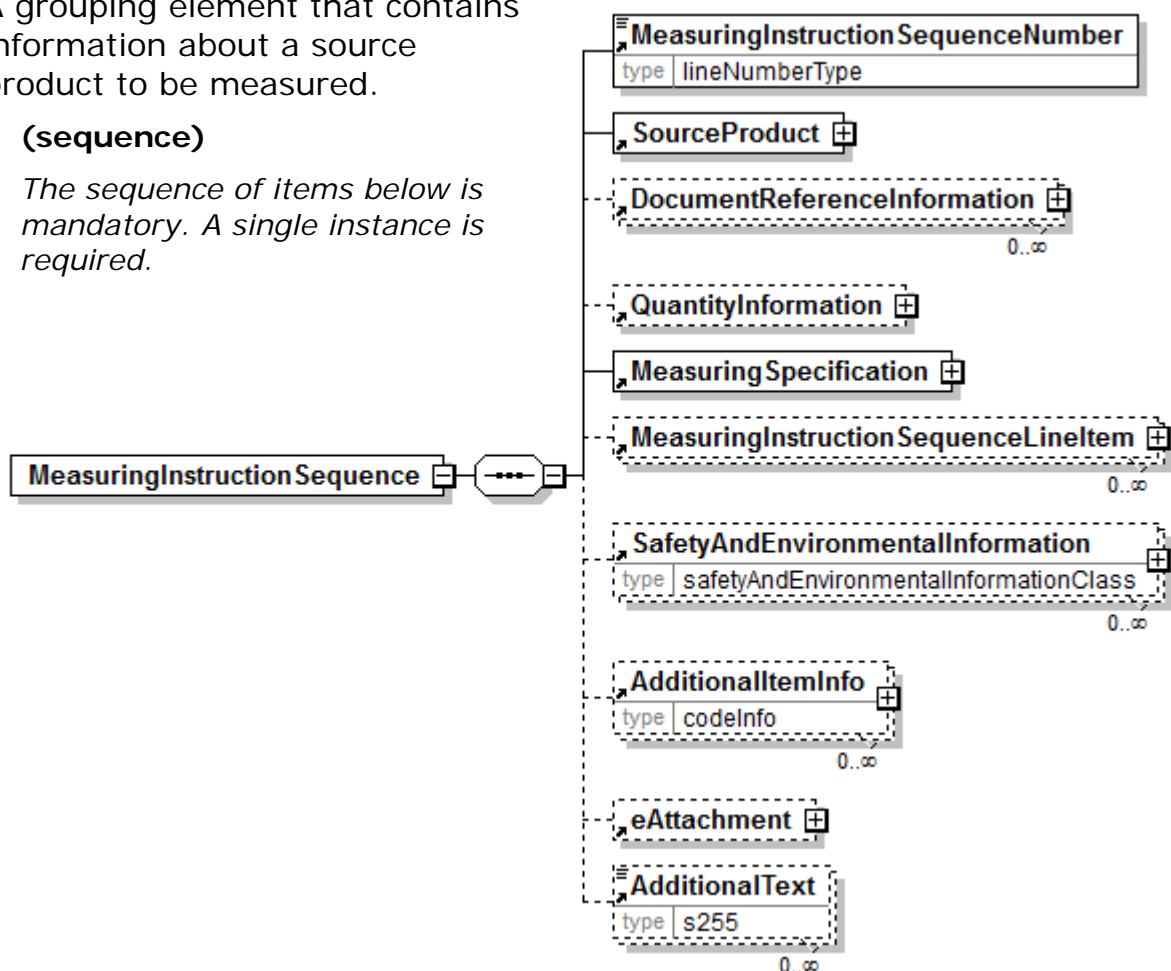 A grouping element that contains
information about a source
product to be measured.
(sequence)
The sequence of items below is
mandatory. A single instance is
required.
MeasuringInstructionSequence
MeasuringInstructionSequenceNumber
type lineNumberType
SourceProduct
DocumentReferenceInformation
0..∞
QuantityInformation
MeasuringSpecification
MeasuringInstructionSequenceLineItem
0..∞
SafetyAndEnvironmentalInformation
type safetyAndEnvironmentalInformationClass
0..∞
AdditionalItemInfo
type codeInfo
0..∞
eAttachment
AdditionalText
type s255
0..∞